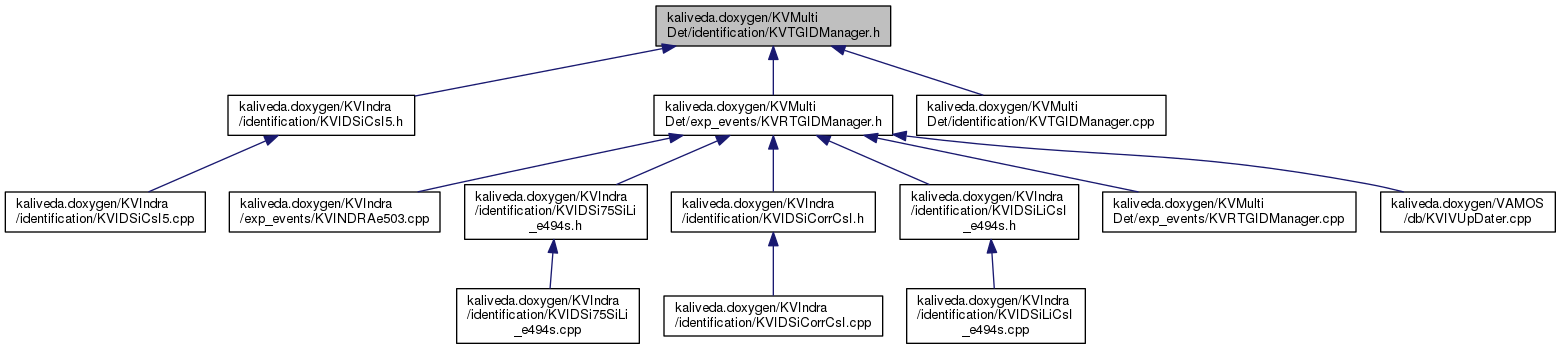 kaliveda.doxygen/KVMulti
Det/identification/KVTGIDManager.h
kaliveda.doxygen/KVIndra
/identification/KVIDSiCsI5.h
kaliveda.doxygen/KVMulti
Det/exp_events/KVRTGIDManager.h
kaliveda.doxygen/KVMulti
Det/identification/KVTGIDManager.cpp
kaliveda.doxygen/KVIndra
/identification/KVIDSiCsI5.cpp
kaliveda.doxygen/KVIndra
/exp_events/KVINDRAe503.cpp
kaliveda.doxygen/KVIndra
/identification/KVIDSi75SiLi
_e494s.h
kaliveda.doxygen/KVIndra
/identification/KVIDSiCorrCsI.h
kaliveda.doxygen/KVIndra
/identification/KVIDSiLiCsI
_e494s.h
kaliveda.doxygen/KVMulti
Det/exp_events/KVRTGIDManager.cpp
kaliveda.doxygen/VAMOS
/db/KVIVUpDater.cpp
kaliveda.doxygen/KVIndra
/identification/KVIDSi75SiLi
_e494s.cpp
kaliveda.doxygen/KVIndra
/identification/KVIDSiCorrCsI.cpp
kaliveda.doxygen/KVIndra
/identification/KVIDSiLiCsI
_e494s.cpp